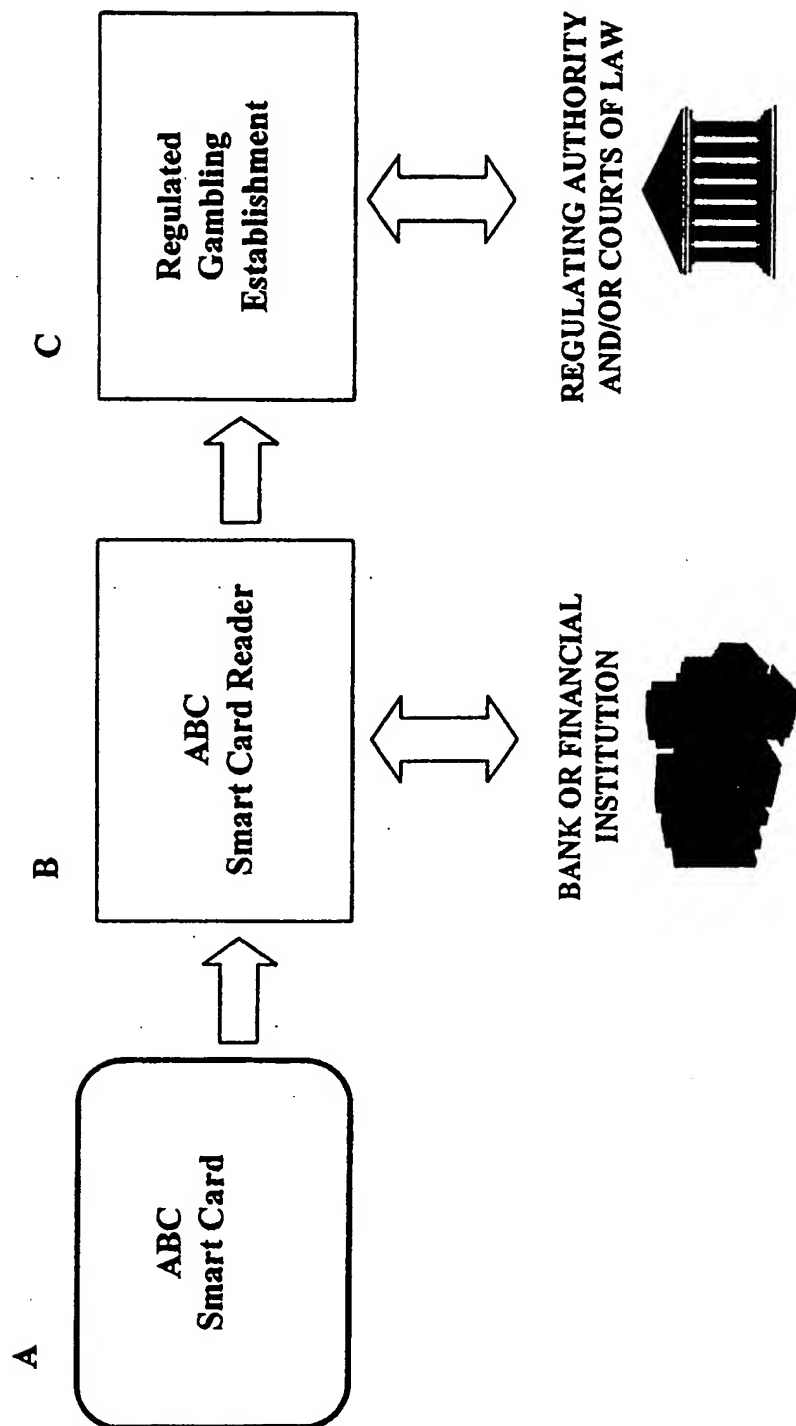 A
ABC
Smart Card
B
ABC
Smart Card Reader
BANK OR FINANCIAL
INSTITUTION
C
Regulated
Gambling
Establishment
REGULATING AUTHORITY
AND/OR COURTS OF LAW